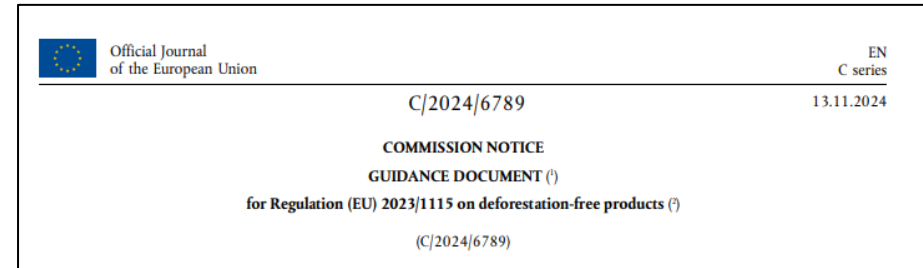 Official Journal
of the European Union
EN
C series
C/2024/6789
13.11.2024
COMMISSION NOTICE
GUIDANCE DOCUMENT (¹)
for Regulation (EU) 2023/1115 on deforestation-free products (²)
(C/2024/6789)